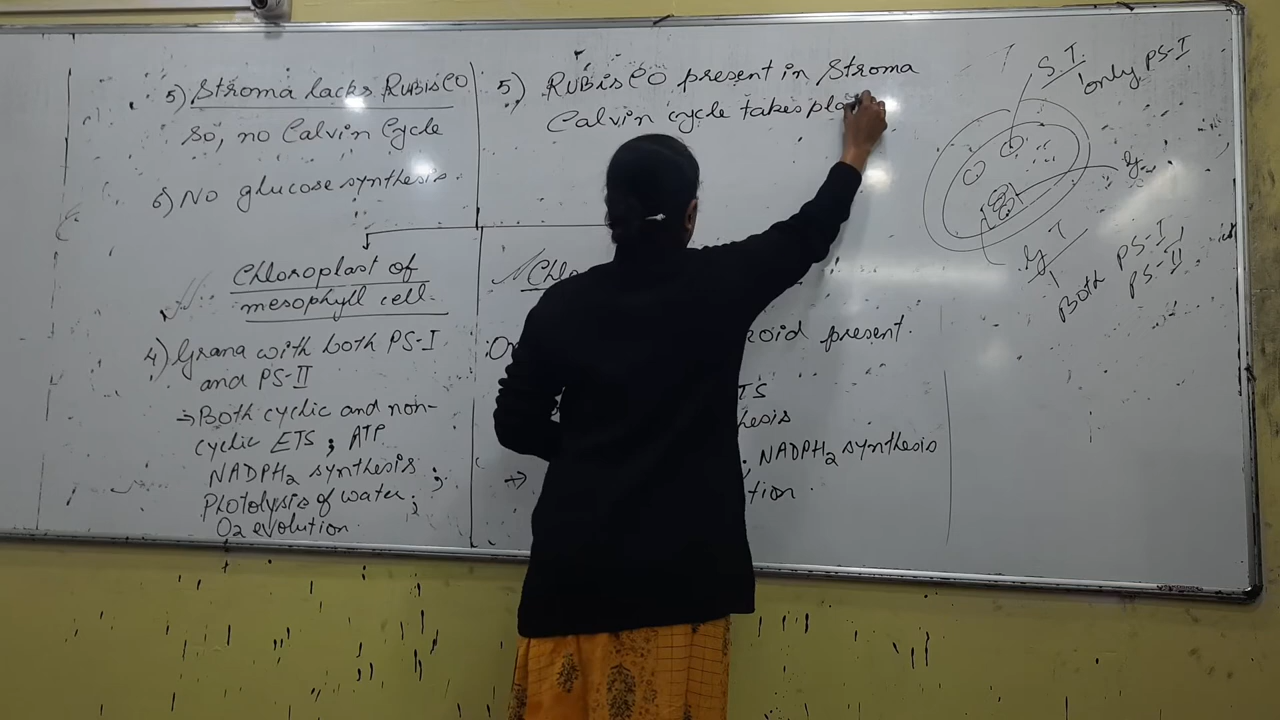 5) Stroma lacks RUBisCO
So, no Calvin Cycle
6) No glucose synthesis.
Chloroplast of
mesophyll cell.
4) Grana with both PS-I
and PS-II
→ Both cyclic and non-
cyclic ETS ; ATP
NADPH2 synthesis ;
Photolysis of water ;
O2 evolution
5) RUBisCO present in Stroma
Calvin cycle takes pla
present.
TS
hesis
; NADPH2 synthesis
tion
S.T.
only PS-I
g.
g T
Both PS-I,
PS-II